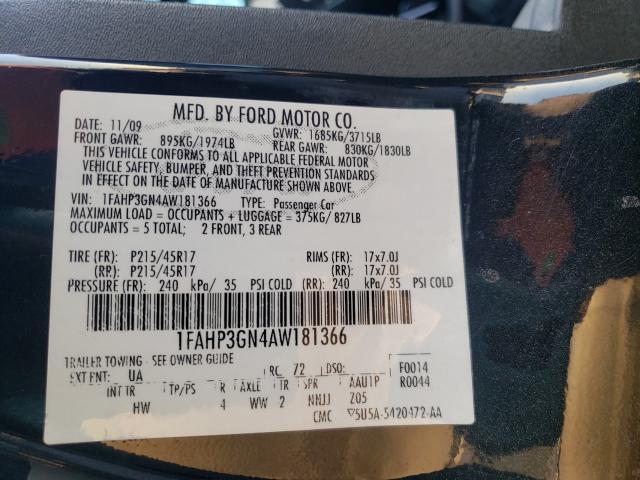 MFD. BY FORD MOTOR CO.
DATE: 11/09 GVWR: 1685KG/3715LB
FRONT GAWR: 895KG/1974LB REAR GAWR: 830KG/1830LB
THIS VEHICLE CONFORMS TO ALL APPLICABLE FEDERAL MOTOR
VEHICLE SAFETY, BUMPER, AND THEFT PREVENTION STANDARDS
IN EFFECT ON THE DATE OF MANUFACTURE SHOWN ABOVE.
VIN: 1FAHP3GN4AW181366 TYPE: Passenger Car
MAXIMUM LOAD = OCCUPANTS + LUGGAGE = 375KG/ 827LB
OCCUPANTS = 5 TOTAL; 2 FRONT, 3 REAR
TIRE (FR): P215/45R17 RIMS (FR): 17x7.0J
(RR): P215/45R17 (RR): 17x7.0J
PRESSURE (FR): 240 kPa/ 35 PSI COLD (RR): 240 kPa/ 35 PSI COLD
1FAHP3GN4AW181366
TRAILER TOWING - SEE OWNER GUIDE
EXT PNT: UA RC: 72 DSO: F0014
INT TR TP/PS R AXLE TR SPR AAU1P R0044
HW 4 WW 2 NNJJ Z05
CMC ▽5U5A-5420472-AA